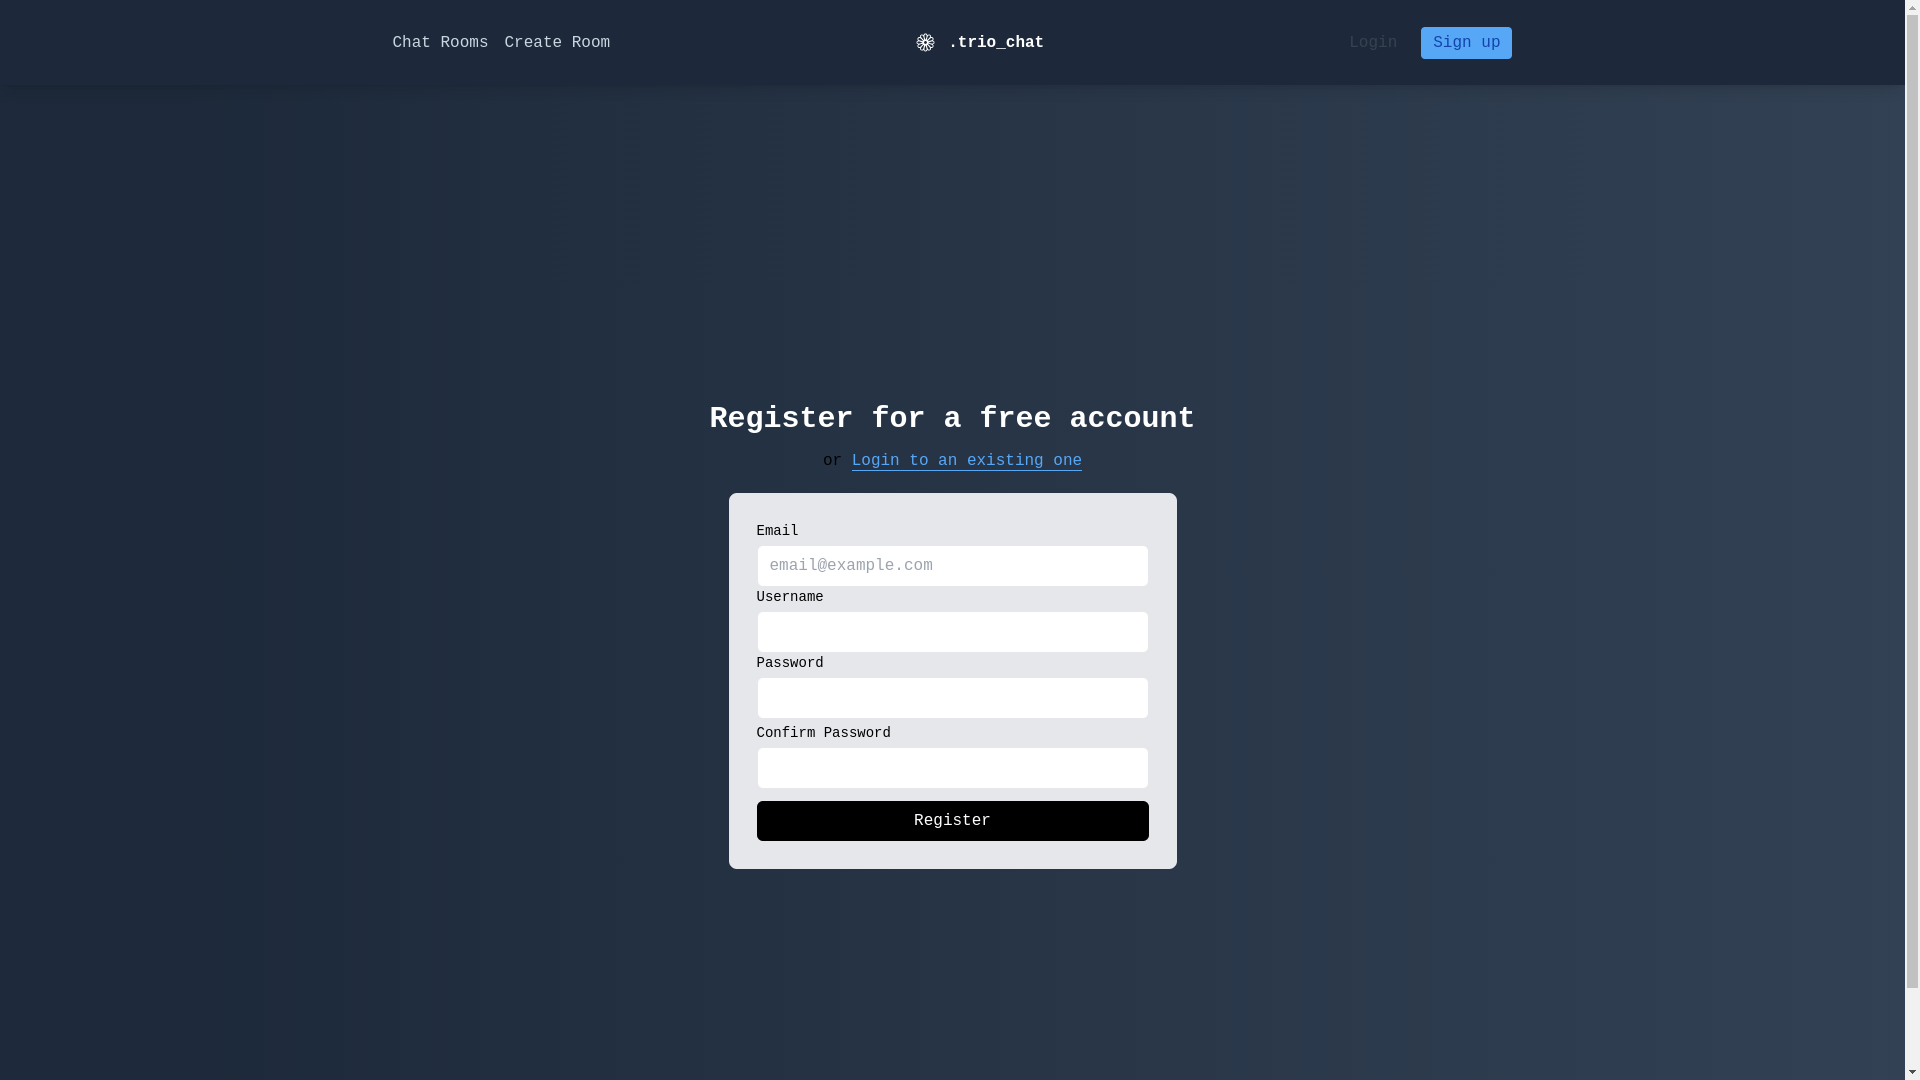 Chat Rooms Create Room .trio_chat Login Sign up
Register for a free account
or Login to an existing one
Email
email@example.com
Username
Password
Confirm Password
Register